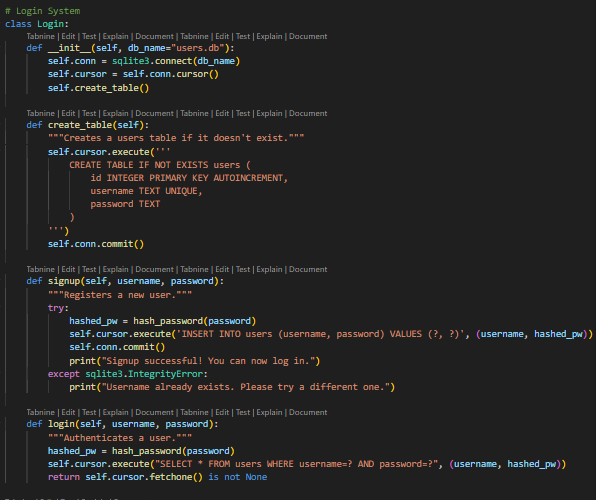 # Login System
class Login:
Tabnine | Edit | Test | Explain | Document | Tabnine | Edit | Test | Explain | Document
    def __init__(self, db_name="users.db"):
        self.conn = sqlite3.connect(db_name)
        self.cursor = self.conn.cursor()
        self.create_table()
Tabnine | Edit | Test | Explain | Document | Tabnine | Edit | Test | Explain | Document
    def create_table(self):
        """Creates a users table if it doesn't exist."""
        self.cursor.execute('''
            CREATE TABLE IF NOT EXISTS users (
                id INTEGER PRIMARY KEY AUTOINCREMENT,
                username TEXT UNIQUE,
                password TEXT
            )
        ''')
        self.conn.commit()
Tabnine | Edit | Test | Explain | Document | Tabnine | Edit | Test | Explain | Document
    def signup(self, username, password):
        """Registers a new user."""
        try:
            hashed_pw = hash_password(password)
            self.cursor.execute('INSERT INTO users (username, password) VALUES (?, ?)', (username, hashed_pw))
            self.conn.commit()
            print("Signup successful! You can now log in.")
        except sqlite3.IntegrityError:
            print("Username already exists. Please try a different one.")
Tabnine | Edit | Test | Explain | Document | Tabnine | Edit | Test | Explain | Document
    def login(self, username, password):
        """Authenticates a user."""
        hashed_pw = hash_password(password)
        self.cursor.execute("SELECT * FROM users WHERE username=? AND password=?", (username, hashed_pw))
        return self.cursor.fetchone() is not None